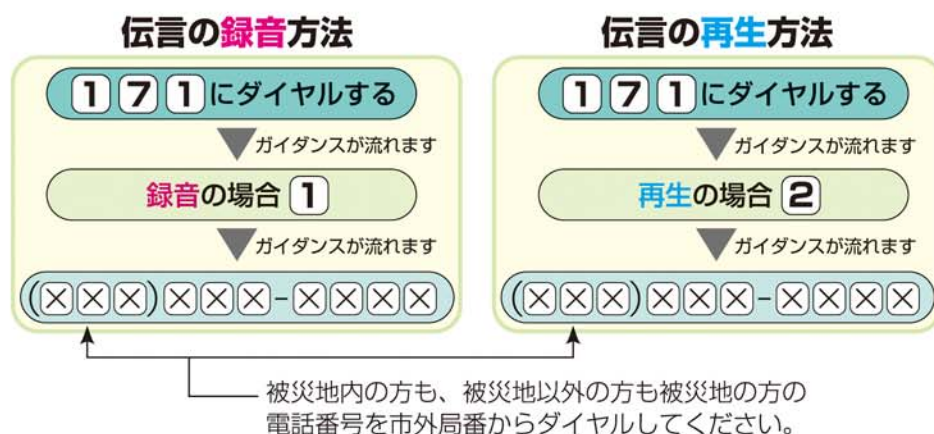 伝言の録音方法
171にダイヤルする
ガイダンスが流れます
録音の場合 1
ガイダンスが流れます
(×××)×××-××××
伝言の再生方法
171にダイヤルする
ガイダンスが流れます
再生の場合 2
ガイダンスが流れます
(×××)×××-××××
被災地内の方も、被災地以外の方も被災地の方の
電話番号を市外局番からダイヤルしてください。